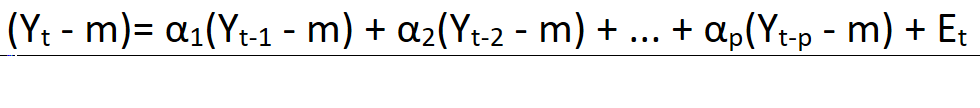 (Yₜ - m)= α₁(Yₜ₋₁ - m) + α₂(Yₜ₋₂ - m) + ... + αₚ(Yₜ₋ₚ - m) + Eₜ